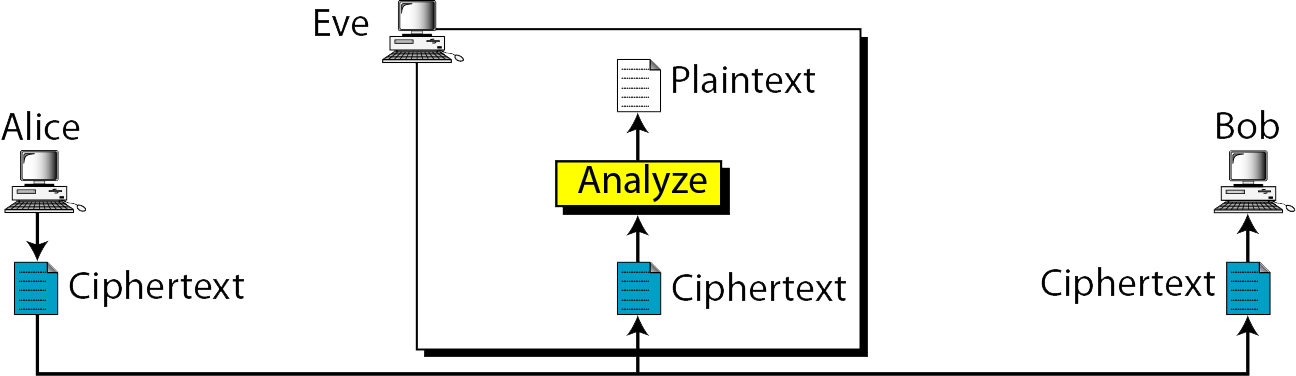 Eve
Plaintext
Alice
Bob
Analyze
Ciphertext
Ciphertext
Ciphertext